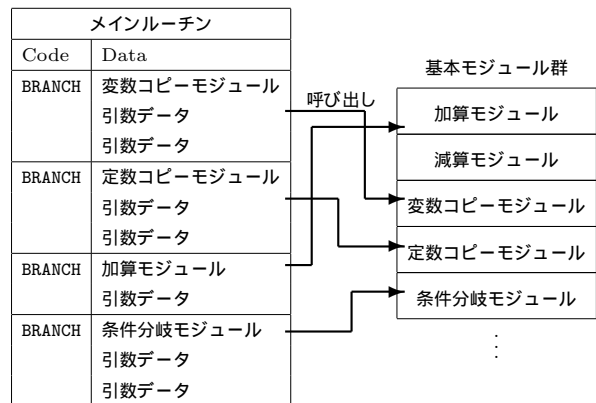 メインルーチン
Code Data
BRANCH 変数コピーモジュール
引数データ
引数データ
BRANCH 定数コピーモジュール
引数データ
引数データ
BRANCH 加算モジュール
引数データ
BRANCH 条件分岐モジュール
引数データ
引数データ
呼び出し
基本モジュール群
加算モジュール
減算モジュール
変数コピーモジュール
定数コピーモジュール
条件分岐モジュール
⋮